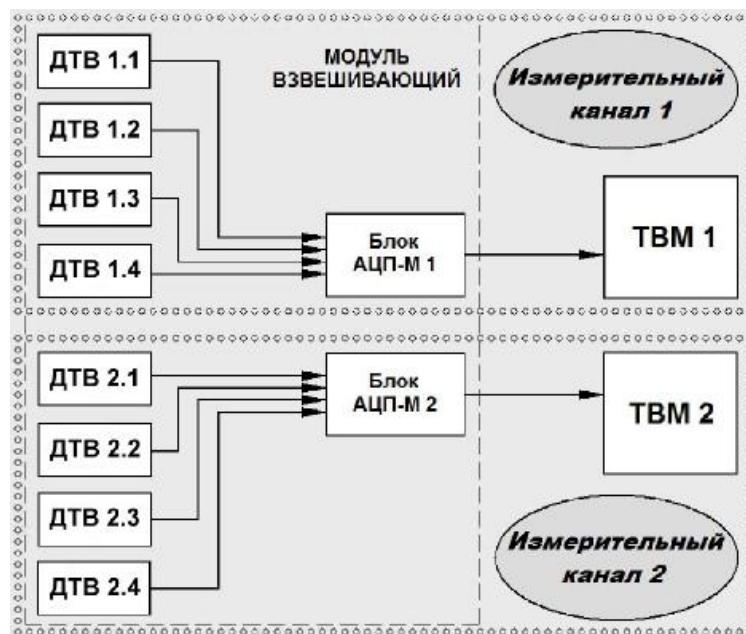 ДТВ 1.1
ДТВ 1.2
ДТВ 1.3
ДТВ 1.4
МОДУЛЬ
ВЗВЕШИВАЮЩИЙ
Измерительный
канал 1
Блок
АЦП-М 1
ТВМ 1
ДТВ 2.1
ДТВ 2.2
ДТВ 2.3
ДТВ 2.4
Блок
АЦП-М 2
ТВМ 2
Измерительный
канал 2